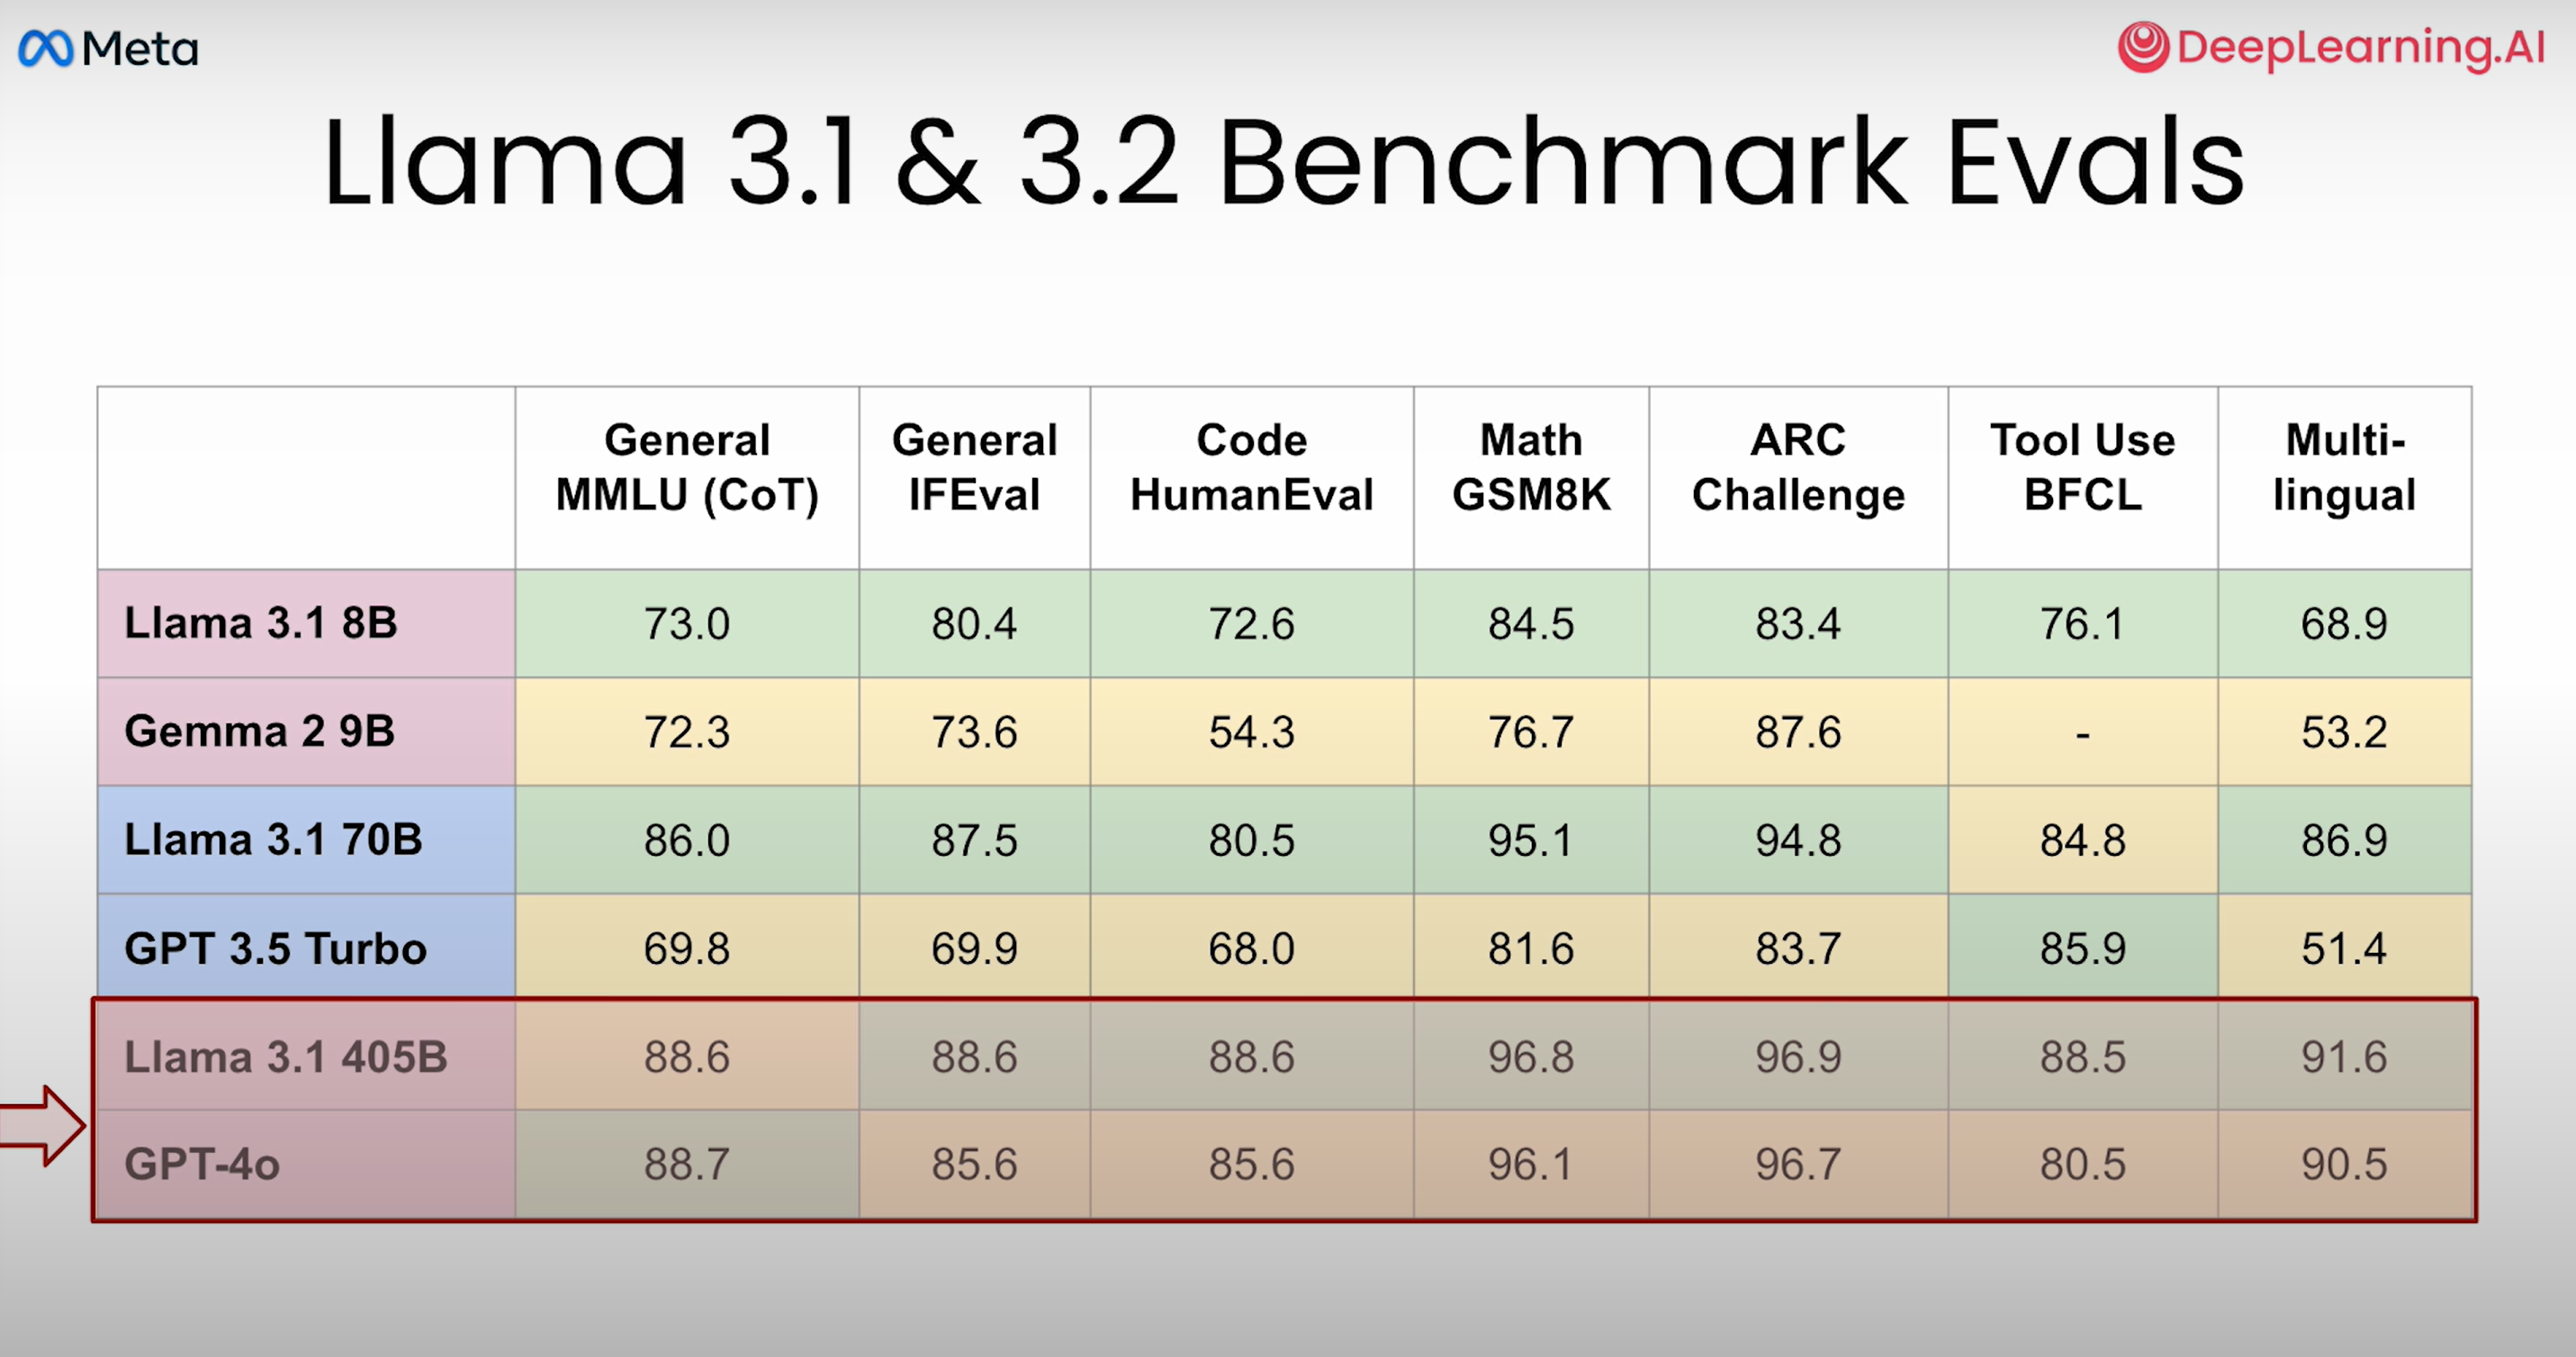 Meta
DeepLearning.AI
Llama 3.1 & 3.2 Benchmark Evals
General MMLU (CoT) General IFEval Code HumanEval Math GSM8K ARC Challenge Tool Use BFCL Multi-lingual
Llama 3.1 8B 73.0 80.4 72.6 84.5 83.4 76.1 68.9
Gemma 2 9B 72.3 73.6 54.3 76.7 87.6 - 53.2
Llama 3.1 70B 86.0 87.5 80.5 95.1 94.8 84.8 86.9
GPT 3.5 Turbo 69.8 69.9 68.0 81.6 83.7 85.9 51.4
Llama 3.1 405B 88.6 88.6 88.6 96.8 96.9 88.5 91.6
GPT-4o 88.7 85.6 85.6 96.1 96.7 80.5 90.5